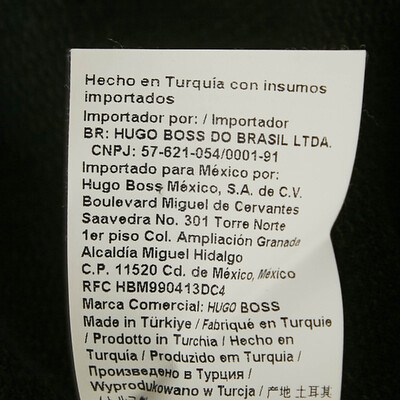 Hecho en Turquía con insumos
importados
Importador por: / Importador
BR: HUGO BOSS DO BRASIL LTDA.
CNPJ: 57-621-054/0001-91
Importado para México por:
Hugo Boss México, S.A. de C.V.
Boulevard Miguel de Cervantes
Saavedra No. 301 Torre Norte
1er piso Col. Ampliación Granada
Alcaldía Miguel Hidalgo
C.P. 11520 Cd. de México, México
RFC HBM990413DC4
Marca Comercial: HUGO BOSS
Made in Türkiye / Fabriqué en Turquie
/ Prodotto in Turchia / Hecho en
Turquía / Produzido em Turquia /
Произведено в Турции /
Wyprodukowano w Turcja / 产地 土耳其